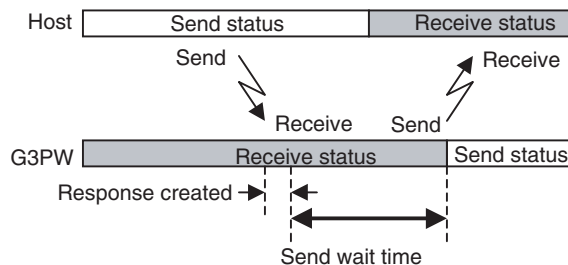 Host
Send status
Receive status
Send
Receive
Receive
Send
G3PW
Receive status
Send status
Response created
Send wait time